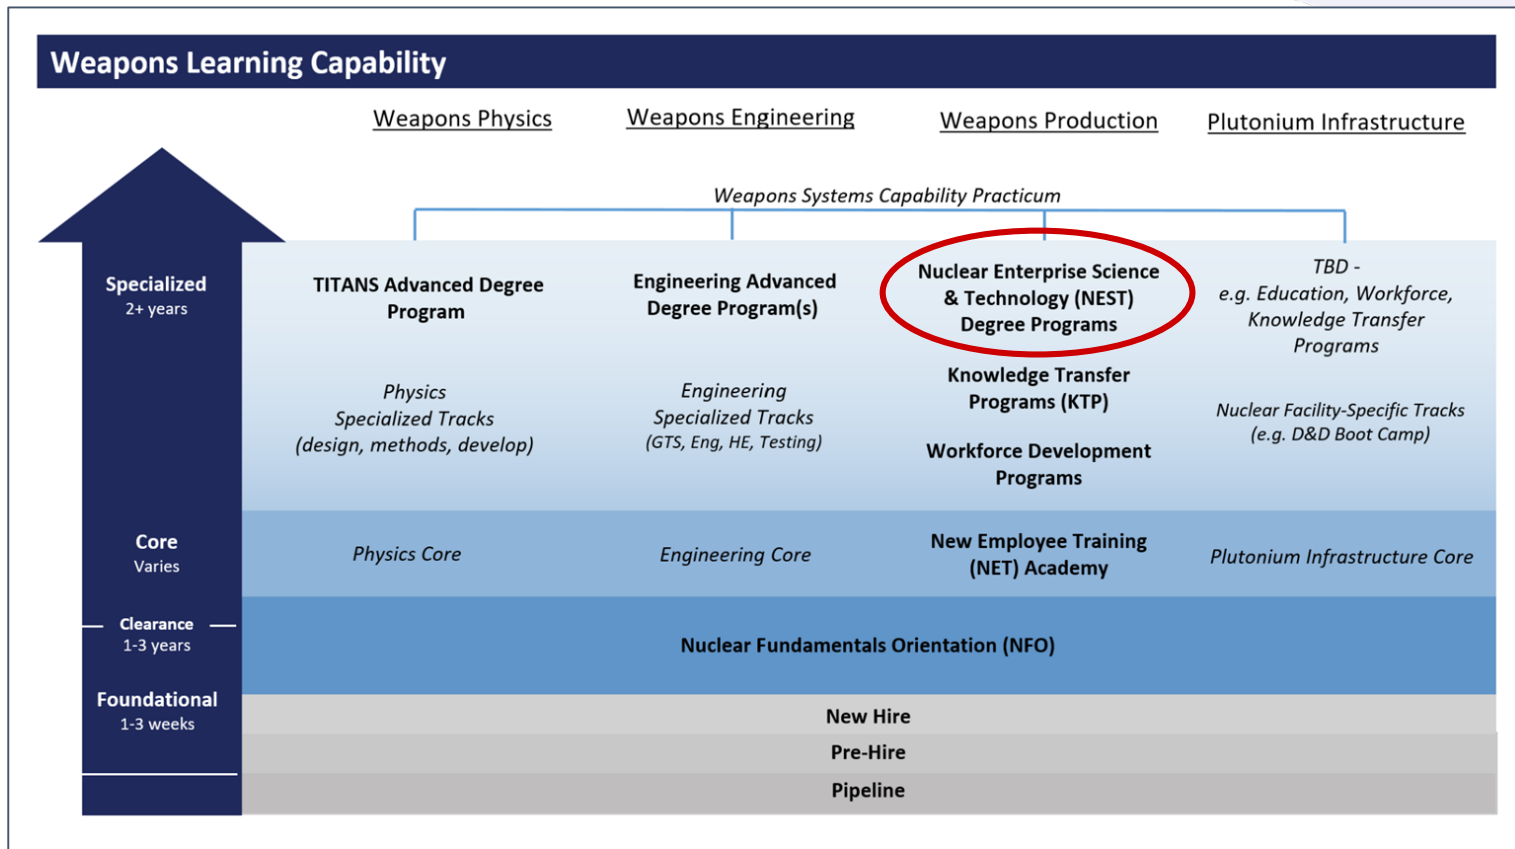 Weapons Learning Capability
Weapons Physics
Weapons Engineering
Weapons Production
Plutonium Infrastructure
Weapons Systems Capability Practicum
Specialized
2+ years
TITANS Advanced Degree
Program
Engineering Advanced
Degree Program(s)
Nuclear Enterprise Science
& Technology (NEST)
Degree Programs
TBD -
e.g. Education, Workforce,
Knowledge Transfer
Programs
Physics
Specialized Tracks
(design, methods, develop)
Engineering
Specialized Tracks
(GTS, Eng, HE, Testing)
Knowledge Transfer
Programs (KTP)
Workforce Development
Programs
Nuclear Facility-Specific Tracks
(e.g. D&D Boot Camp)
Core
Varies
Physics Core
Engineering Core
New Employee Training
(NET) Academy
Plutonium Infrastructure Core
Clearance
1-3 years
Nuclear Fundamentals Orientation (NFO)
Foundational
1-3 weeks
New Hire
Pre-Hire
Pipeline